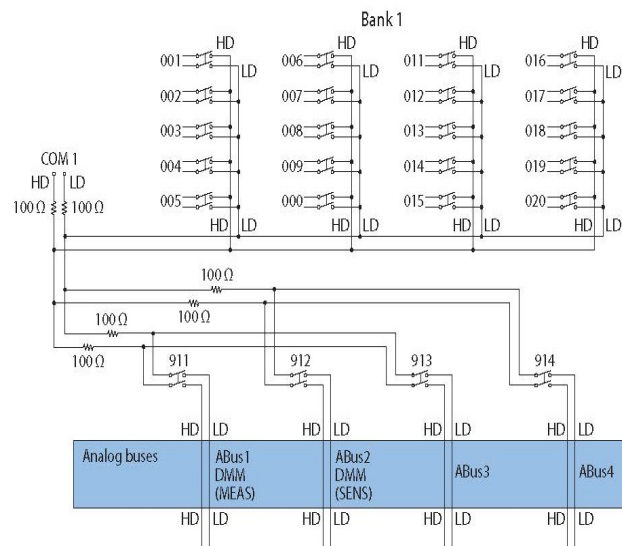 Bank 1
HD HD HD HD
001 006 011 016
LD LD LD LD
002 007 012 017
003 008 013 018
COM 1
004 009 014 019
HD LD
005 000 015 020
100 Ω 100 Ω
HD LD HD LD HD LD HD LD
100 Ω
100 Ω
100 Ω
100 Ω
911 912 913 914
HD LD HD LD HD LD HD LD
Analog buses
ABus1
DMM
(MEAS)
ABus2
DMM
(SENS)
ABus3
ABus4
HD LD HD LD HD LD HD LD